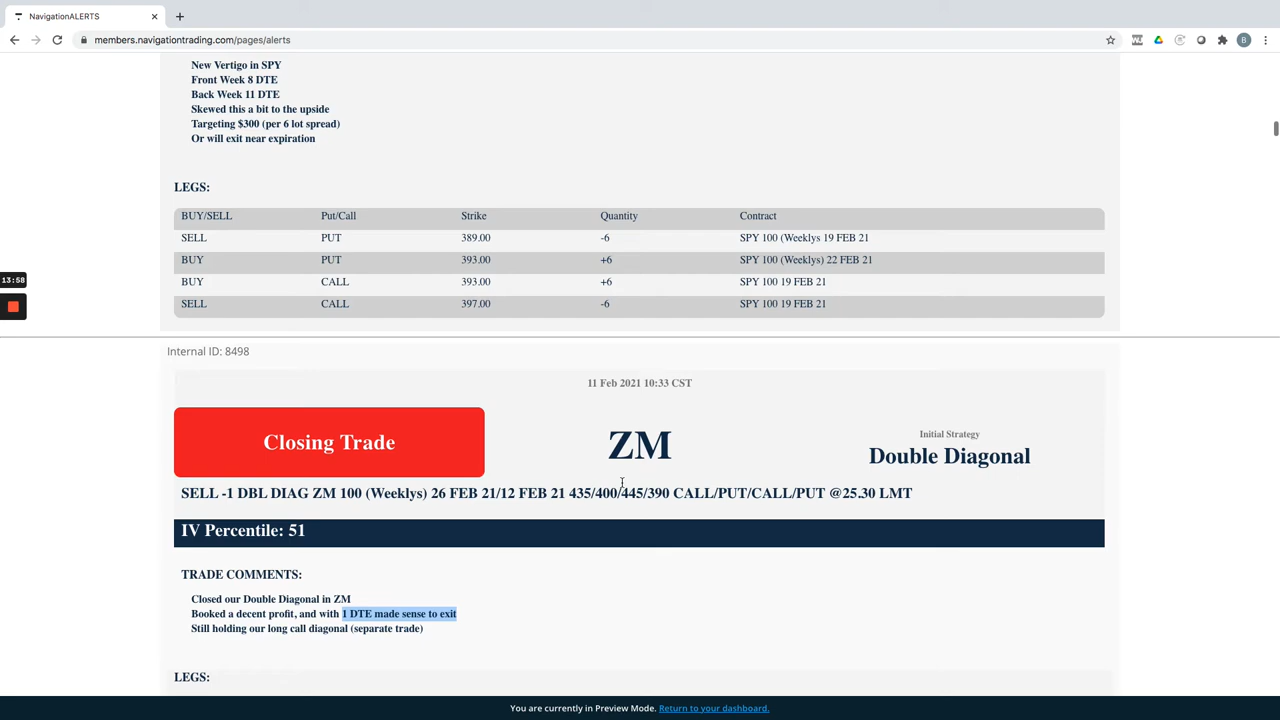 NavigationALERTS
members.navigationtrading.com/pages/alerts
New Vertigo in SPY
Front Week 8 DTE
Back Week 11 DTE
Skewed this a bit to the upside
Targeting $300 (per 6 lot spread)
Or will exit near expiration
LEGS:
BUY/SELL Put/Call Strike Quantity Contract
SELL PUT 389.00 -6 SPY 100 (Weeklys 19 FEB 21
BUY PUT 393.00 +6 SPY 100 (Weeklys) 22 FEB 21
BUY CALL 393.00 +6 SPY 100 19 FEB 21
SELL CALL 397.00 -6 SPY 100 19 FEB 21
13:58
Internal ID: 8498
11 Feb 2021 10:33 CST
Closing Trade
ZM
Initial Strategy
Double Diagonal
SELL -1 DBL DIAG ZM 100 (Weeklys) 26 FEB 21/12 FEB 21 435/400/445/390 CALL/PUT/CALL/PUT @25.30 LMT
IV Percentile: 51
TRADE COMMENTS:
Closed our Double Diagonal in ZM
Booked a decent profit, and with 1 DTE made sense to exit
Still holding our long call diagonal (separate trade)
LEGS:
You are currently in Preview Mode. Return to your dashboard.